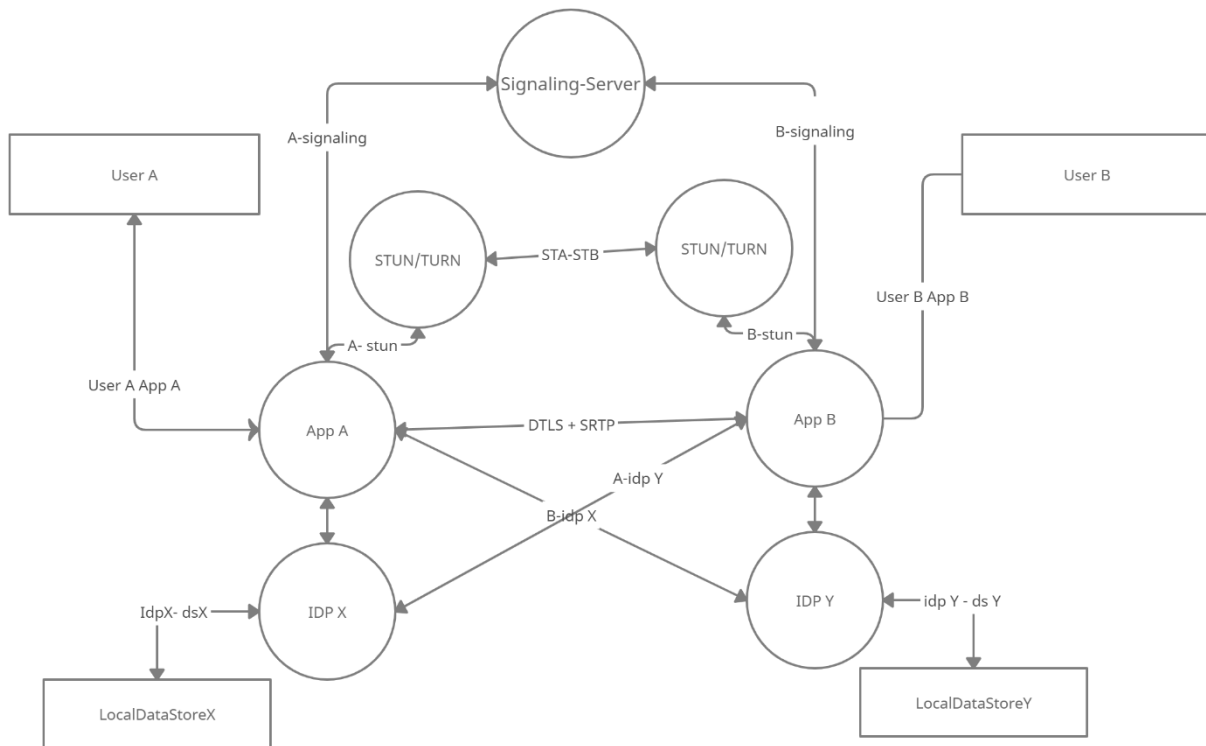 Signaling-Server
A-signaling
B-signaling
User A
User B
STUN/TURN
STA-STB
STUN/TURN
User B App B
A- stun
B-stun
User A App A
App A
DTLS + SRTP
App B
A-idp Y
B-idp X
IdpX- dsX
IDP X
IDP Y
idp Y - ds Y
LocalDataStoreX
LocalDataStoreY